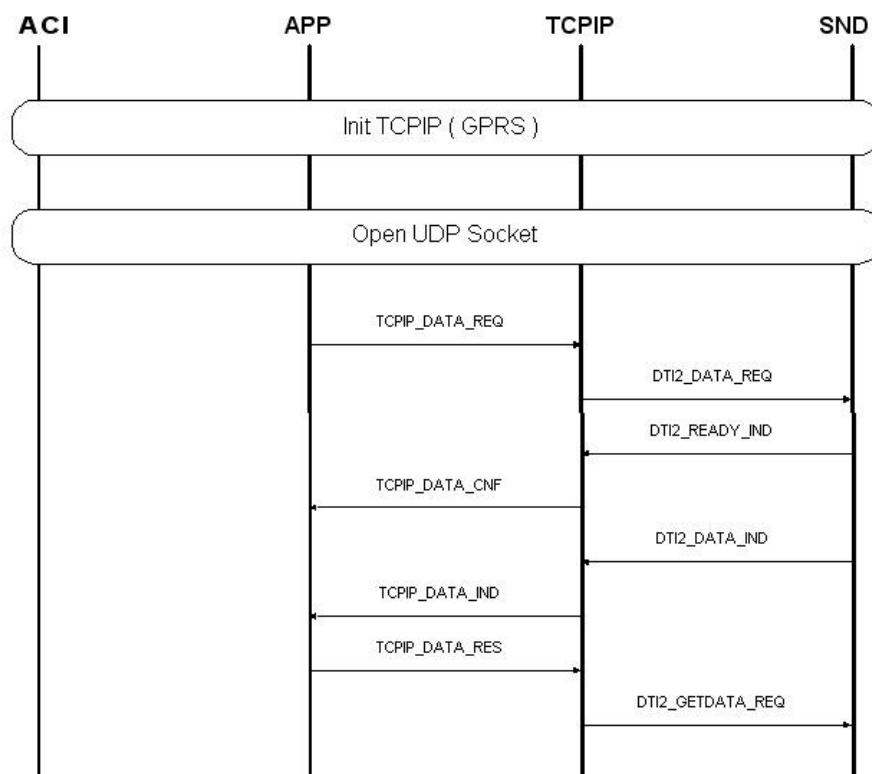 ACI APP TCPIP SND
Init TCPIP ( GPRS )
Open UDP Socket
TCPIP_DATA_REQ
DTI2_DATA_REQ
DTI2_READY_IND
TCPIP_DATA_CNF
DTI2_DATA_IND
TCPIP_DATA_IND
TCPIP_DATA_RES
DTI2_GETDATA_REQ